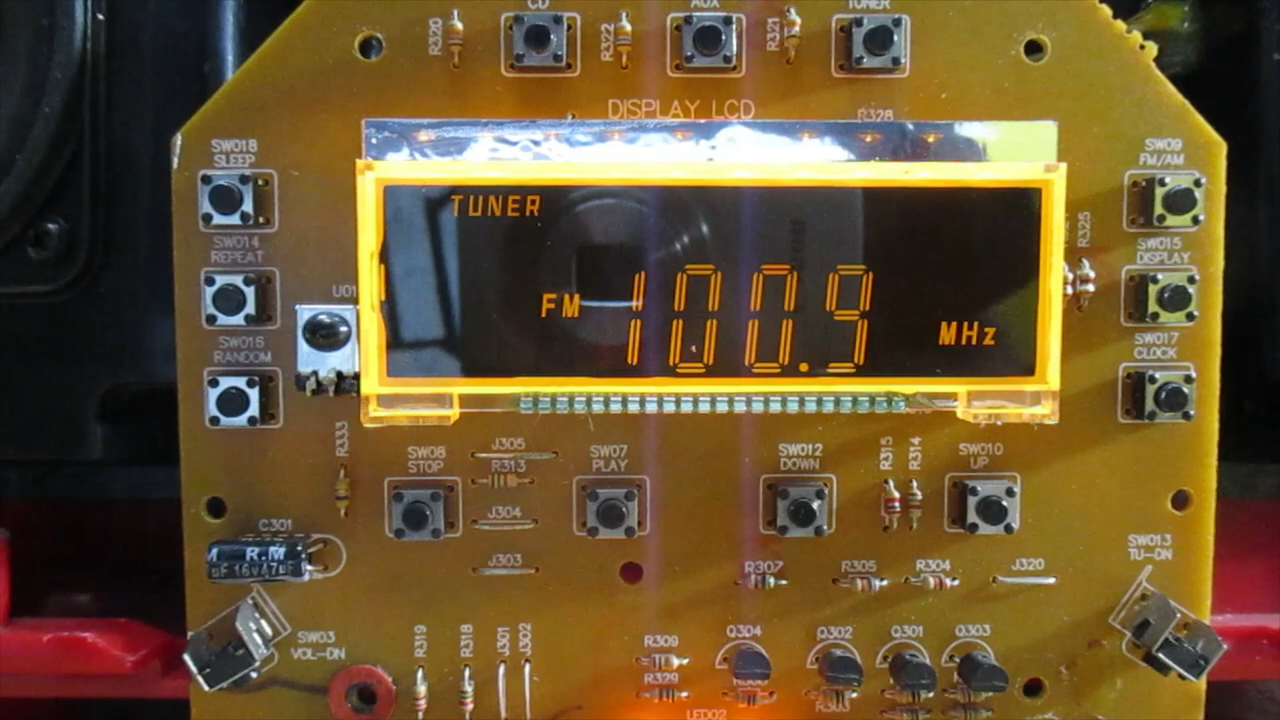 CD
AUX
TUNER
R320
R322
R321
DISPLAY LCD
R328
SW018
SLEEP
SW09
FM/AM
TUNER
SW014
REPEAT
R325
SW015
DISPLAY
U01
FM 100.9 MHz
SW016
RANDOM
SW017
CLOCK
R333
SW08
STOP
J305
R313
SW07
PLAY
SW012
DOWN
R315
R314
SW010
UP
J304
C301
R.M
µF 16v47µF
J303
SW013
TU-DN
R307
R305
R304
J320
SW03
VOL-DN
R319
R318
J301
J302
R309
Q304
Q302
Q301
Q303
R329
LED02